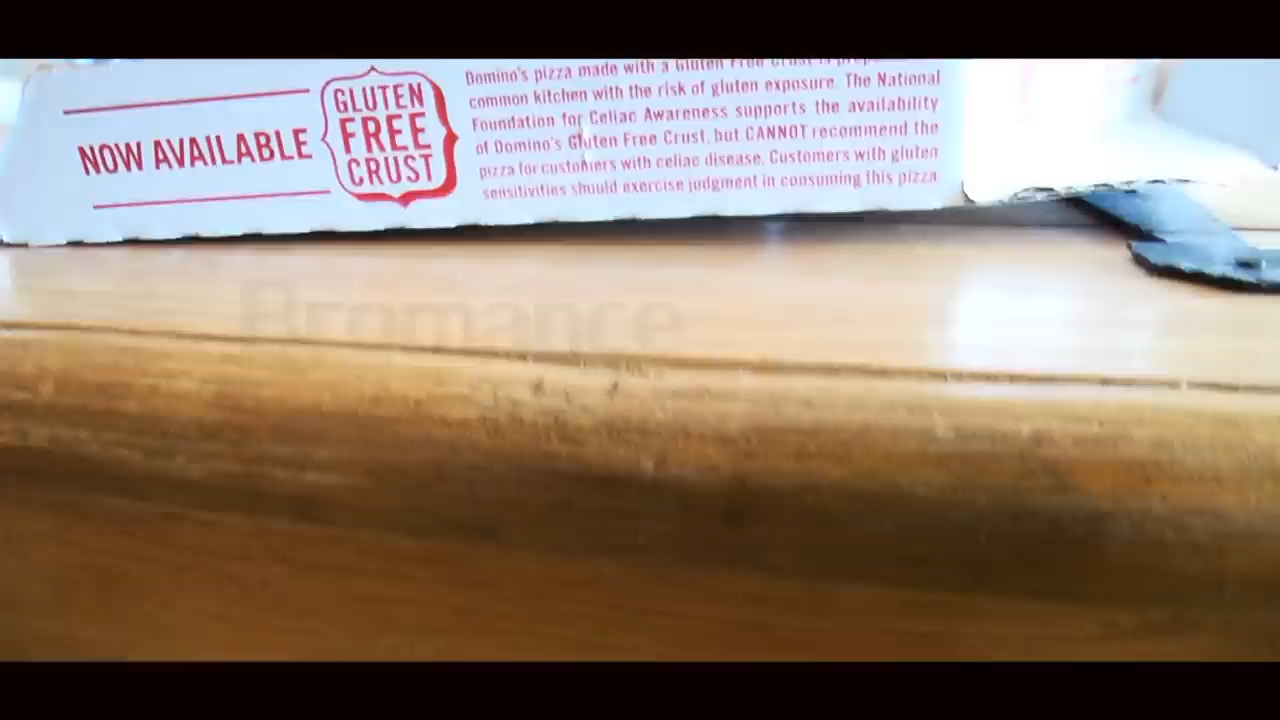 NOW AVAILABLE
GLUTEN
FREE
CRUST
Domino's pizza made with a Gluten Free Crust is
common kitchen with the risk of gluten exposure. The National
Foundation for Celiac Awareness supports the availability
of Domino's Gluten Free Crust, but CANNOT recommend the
pizza for customers with celiac disease. Customers with gluten
sensitivities should exercise judgment in consuming this pizza.
Bromance